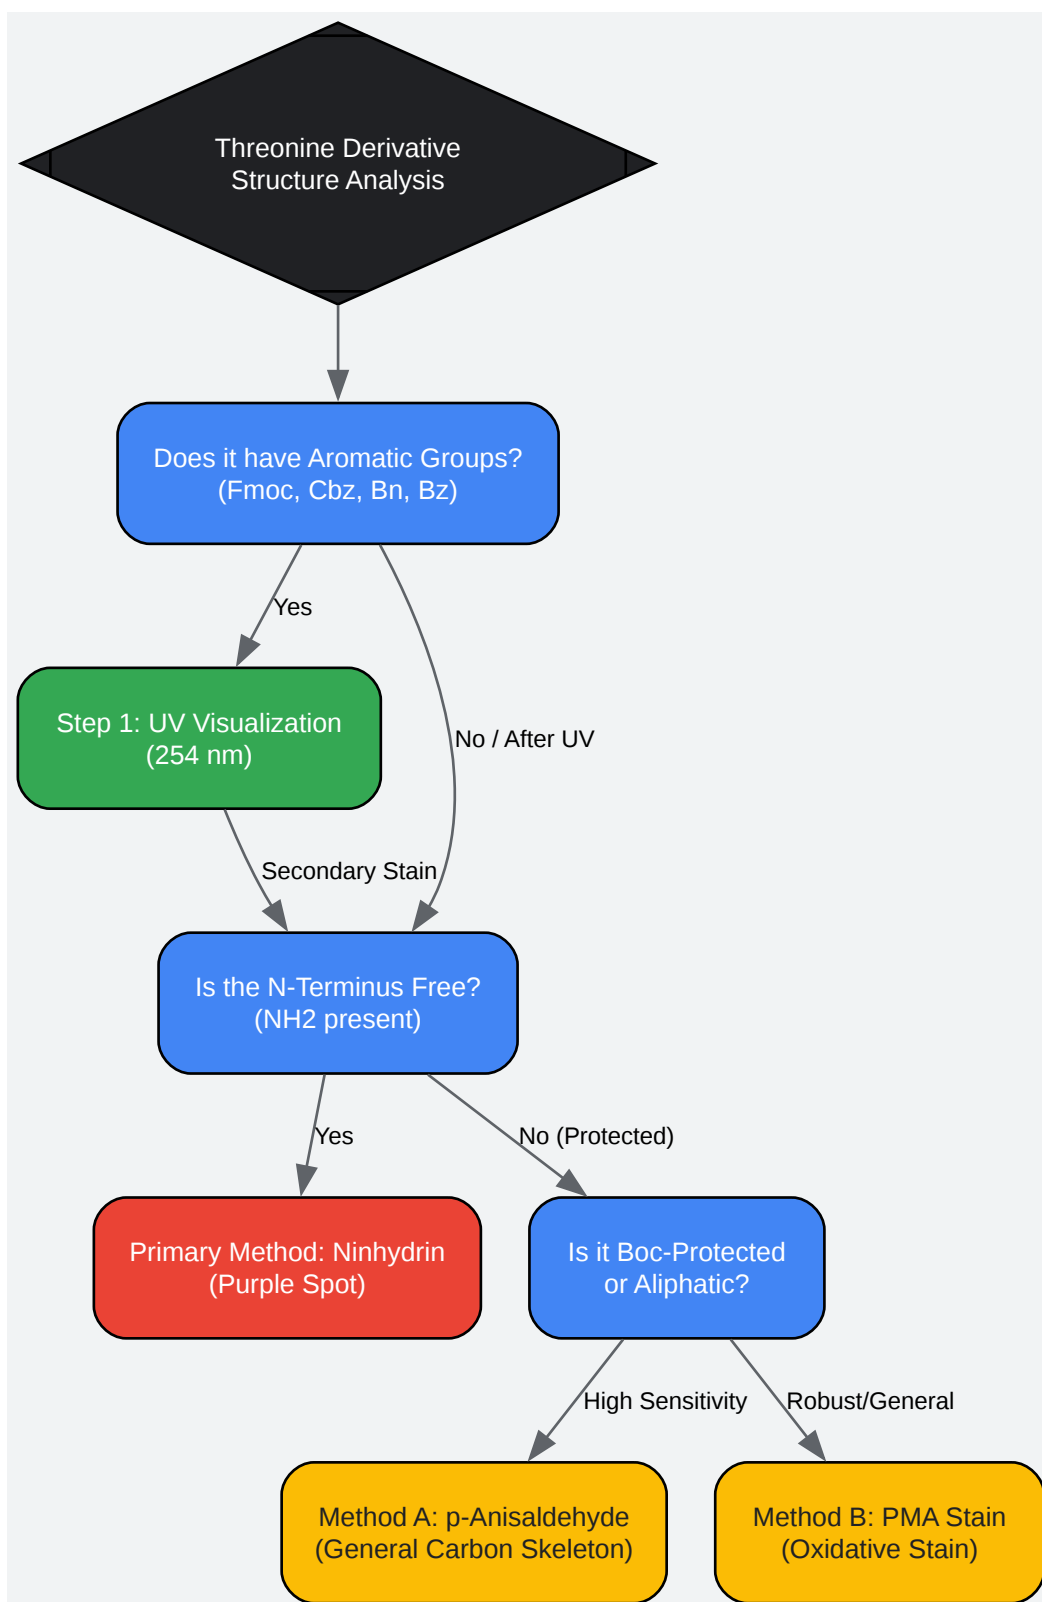 Threonine Derivative
Structure Analysis
Does it have Aromatic Groups?
(Fmoc, Cbz, Bn, Bz)
Yes
Step 1: UV Visualization
(254 nm)
No / After UV
Secondary Stain
Is the N-Terminus Free?
(NH2 present)
Yes
No (Protected)
Primary Method: Ninhydrin
(Purple Spot)
Is it Boc-Protected
or Aliphatic?
High Sensitivity
Robust/General
Method A: p-Anisaldehyde
(General Carbon Skeleton)
Method B: PMA Stain
(Oxidative Stain)